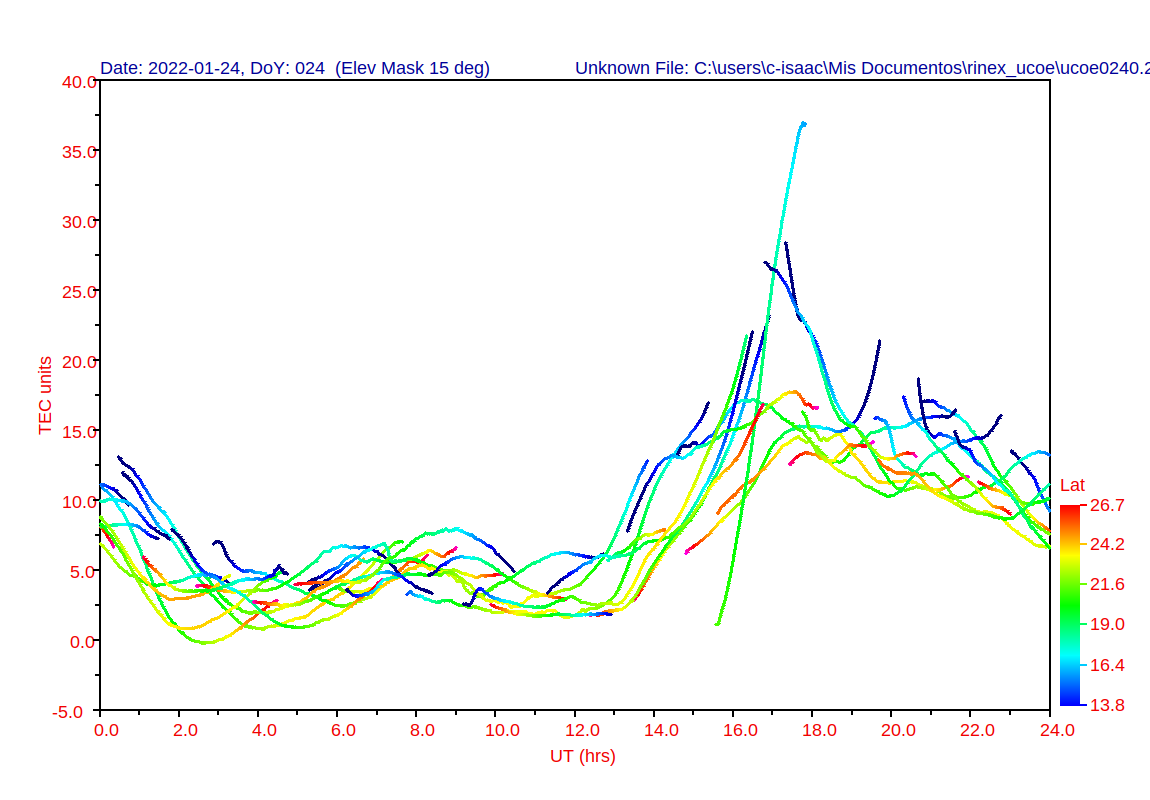 Date: 2022-01-24, DoY: 024  (Elev Mask 15 deg)
Unknown File: C:\users\c-isaac\Mis Documentos\rinex_ucoe\ucoe0240.2
40.0
35.0
30.0
25.0
20.0
15.0
10.0
5.0
0.0
-5.0
TEC units
0.0 2.0 4.0 6.0 8.0 10.0 12.0 14.0 16.0 18.0 20.0 22.0 24.0
UT (hrs)
Lat
26.7
24.2
21.6
19.0
16.4
13.8